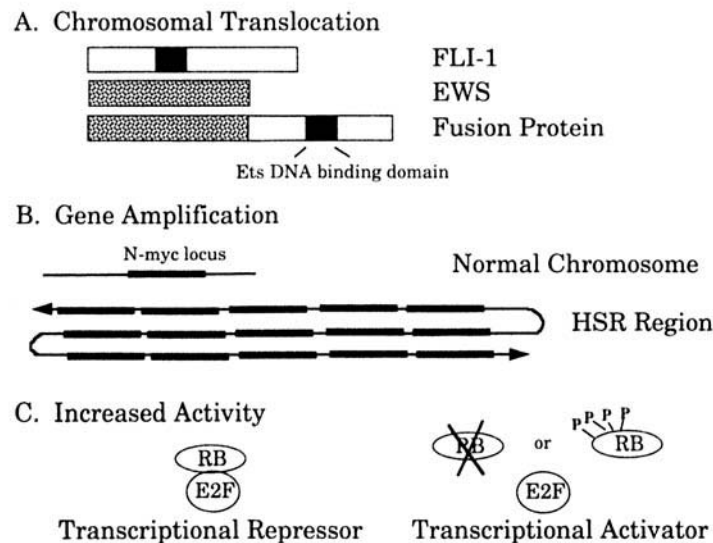 A. Chromosomal Translocation
FLI-1
EWS
Fusion Protein
Ets DNA binding domain
B. Gene Amplification
N-myc locus
Normal Chromosome
HSR Region
C. Increased Activity
RB
E2F
Transcriptional Repressor
RB or P P P P RB
E2F
Transcriptional Activator